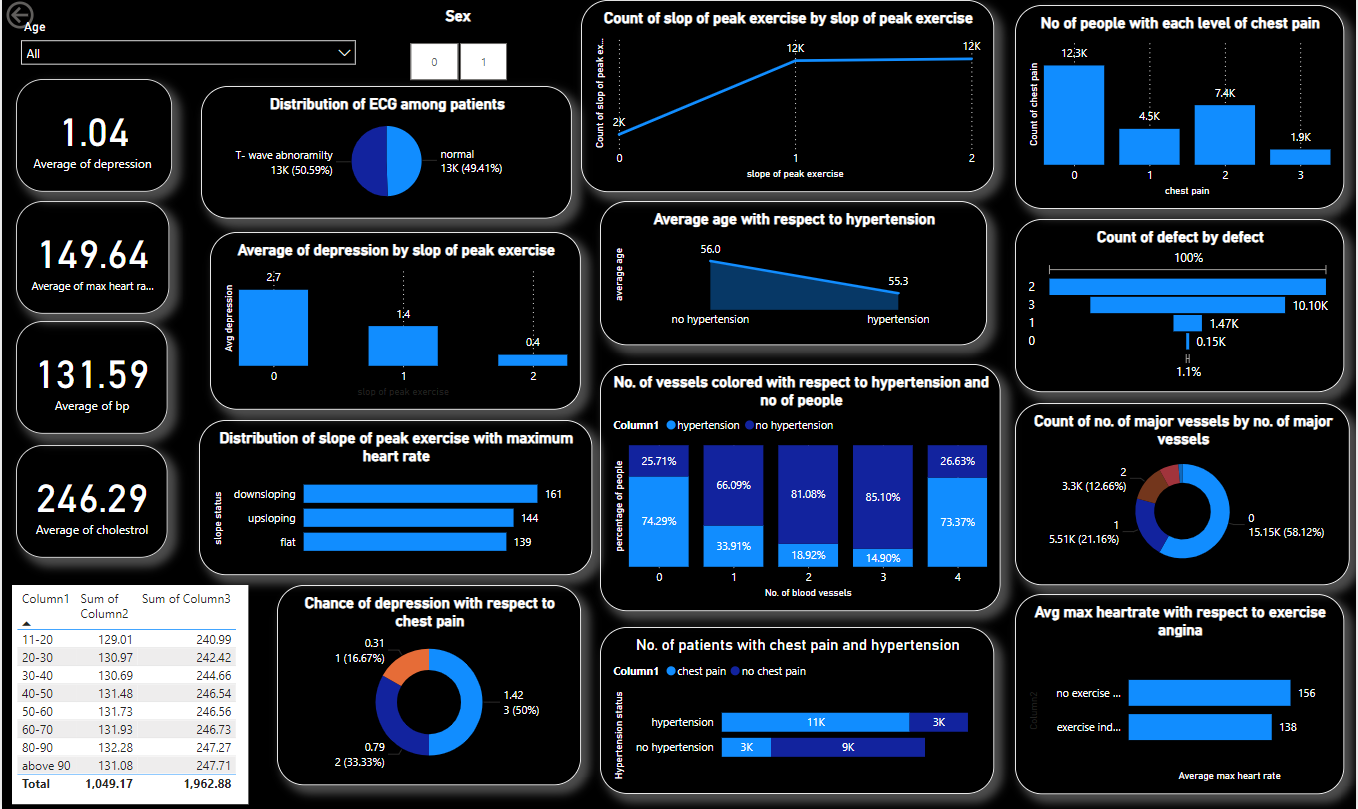 Age
All
Sex
0
1
1.04
Average of depression
149.64
Average of max heart ra...
131.59
Average of bp
246.29
Average of cholestrol
Column1 Sum of Column2 Sum of Column3
11-20 129.01 240.99
20-30 130.97 242.42
30-40 130.69 244.66
40-50 131.48 246.54
50-60 131.73 246.56
60-70 131.93 246.73
80-90 132.28 247.27
above 90 131.08 247.71
Total 1,049.17 1,962.88
Distribution of ECG among patients
T- wave abnoramilty
13K (50.59%)
normal
13K (49.41%)
Average of depression by slop of peak exercise
Avg depression
2.7
1.4
0.4
0 1 2
slop of peak exercise
Distribution of slope of peak exercise with maximum
heart rate
slope status
downsloping 161
upsloping 144
flat 139
Chance of depression with respect to
chest pain
0.31
1 (16.67%)
1.42
3 (50%)
0.79
2 (33.33%)
Count of slop of peak exercise by slop of peak exercise
Count of slop of peak ex...
2K
12K
12K
0 1 2
slope of peak exercise
Average age with respect to hypertension
average age
56.0
55.3
no hypertension hypertension
No. of vessels colored with respect to hypertension and
no of people
Column1 hypertension no hypertension
percentage of people
25.71% 66.09% 81.08% 85.10% 26.63%
74.29% 33.91% 18.92% 14.90% 73.37%
0 1 2 3 4
No. of blood vessels
No. of patients with chest pain and hypertension
Column1 chest pain no chest pain
Hypertension status
hypertension 11K 3K
no hypertension 3K 9K
No of people with each level of chest pain
Count of chest pain
12.3K
4.5K
7.4K
1.9K
0 1 2 3
chest pain
Count of defect by defect
100%
2
3 10.10K
1 1.47K
0 0.15K
1.1%
Count of no. of major vessels by no. of major
vessels
2
3.3K (12.66%)
1
5.51K (21.16%)
0
15.15K (58.12%)
Avg max heartrate with respect to exercise
angina
Column2
no exercise ... 156
exercise ind... 138
Average max heart rate